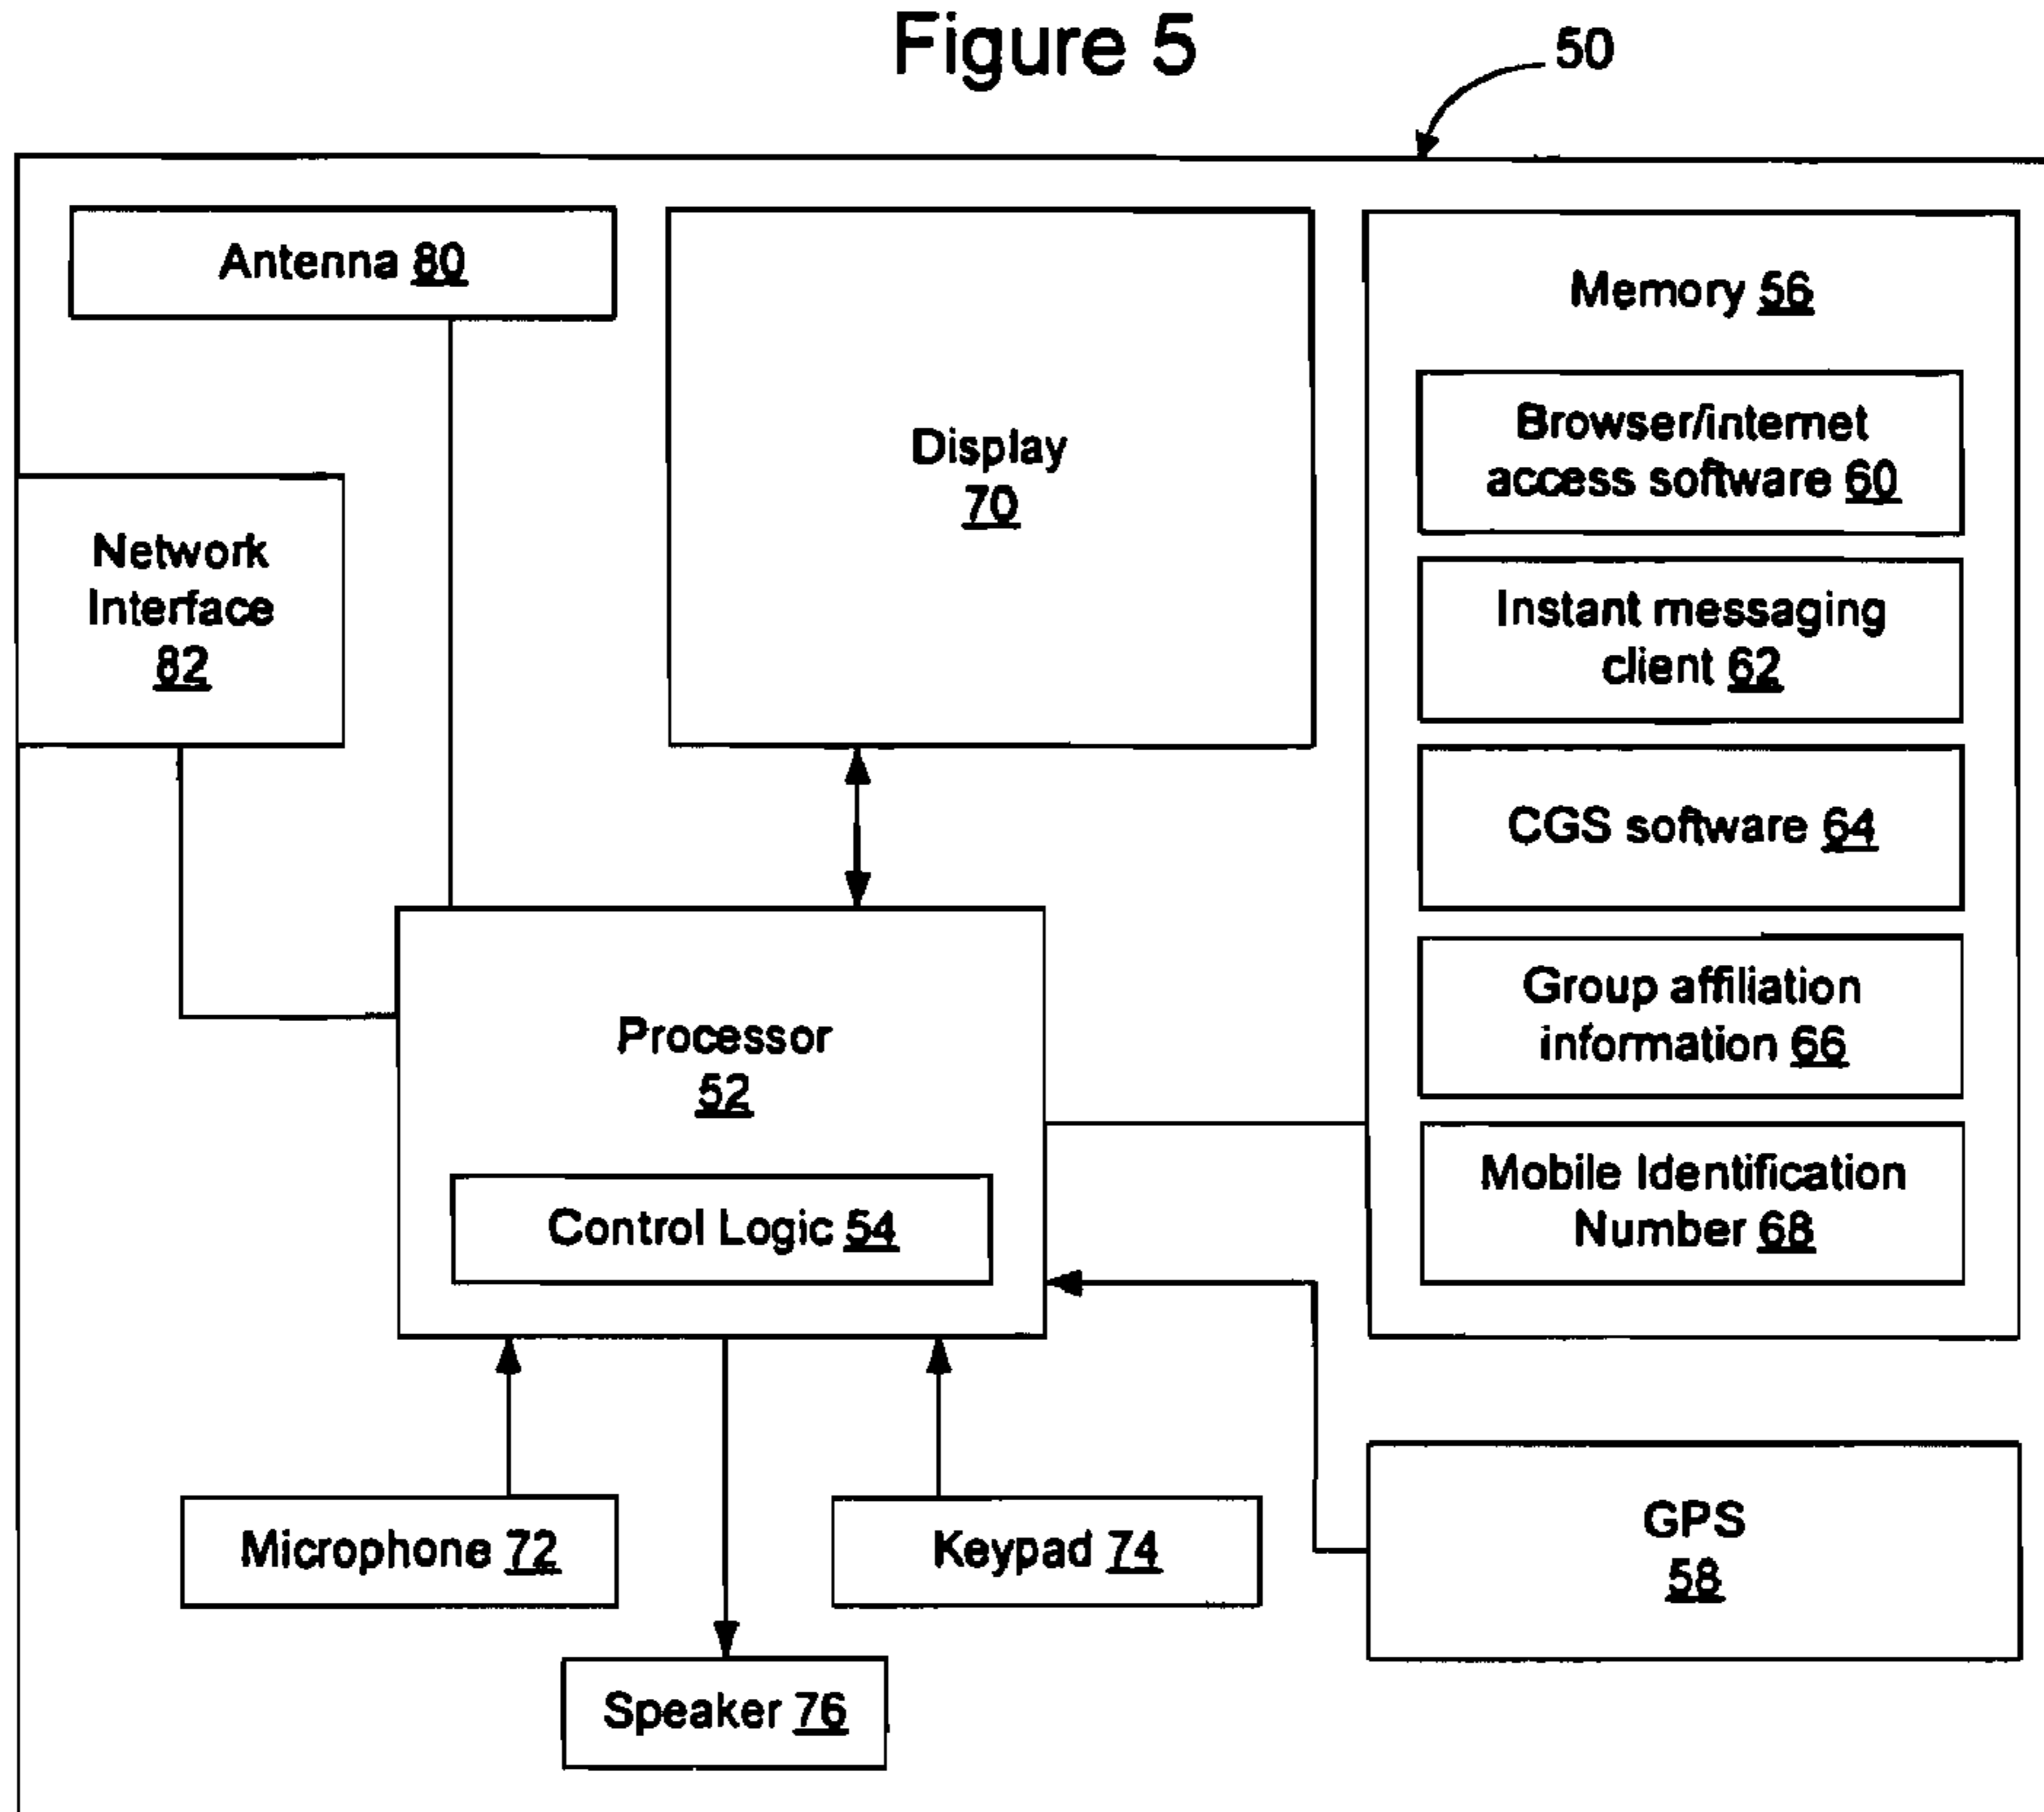 Figure 5
50
Antenna 80
Display
70
Memory 56
Browser/internet
access software 60
Instant messaging
client 62
CGS software 64
Group affiliation
information 66
Mobile Identification
Number 68
Network
Interface
82
Processor
52
Control Logic 54
Microphone 72
Keypad 74
Speaker 76
GPS
58